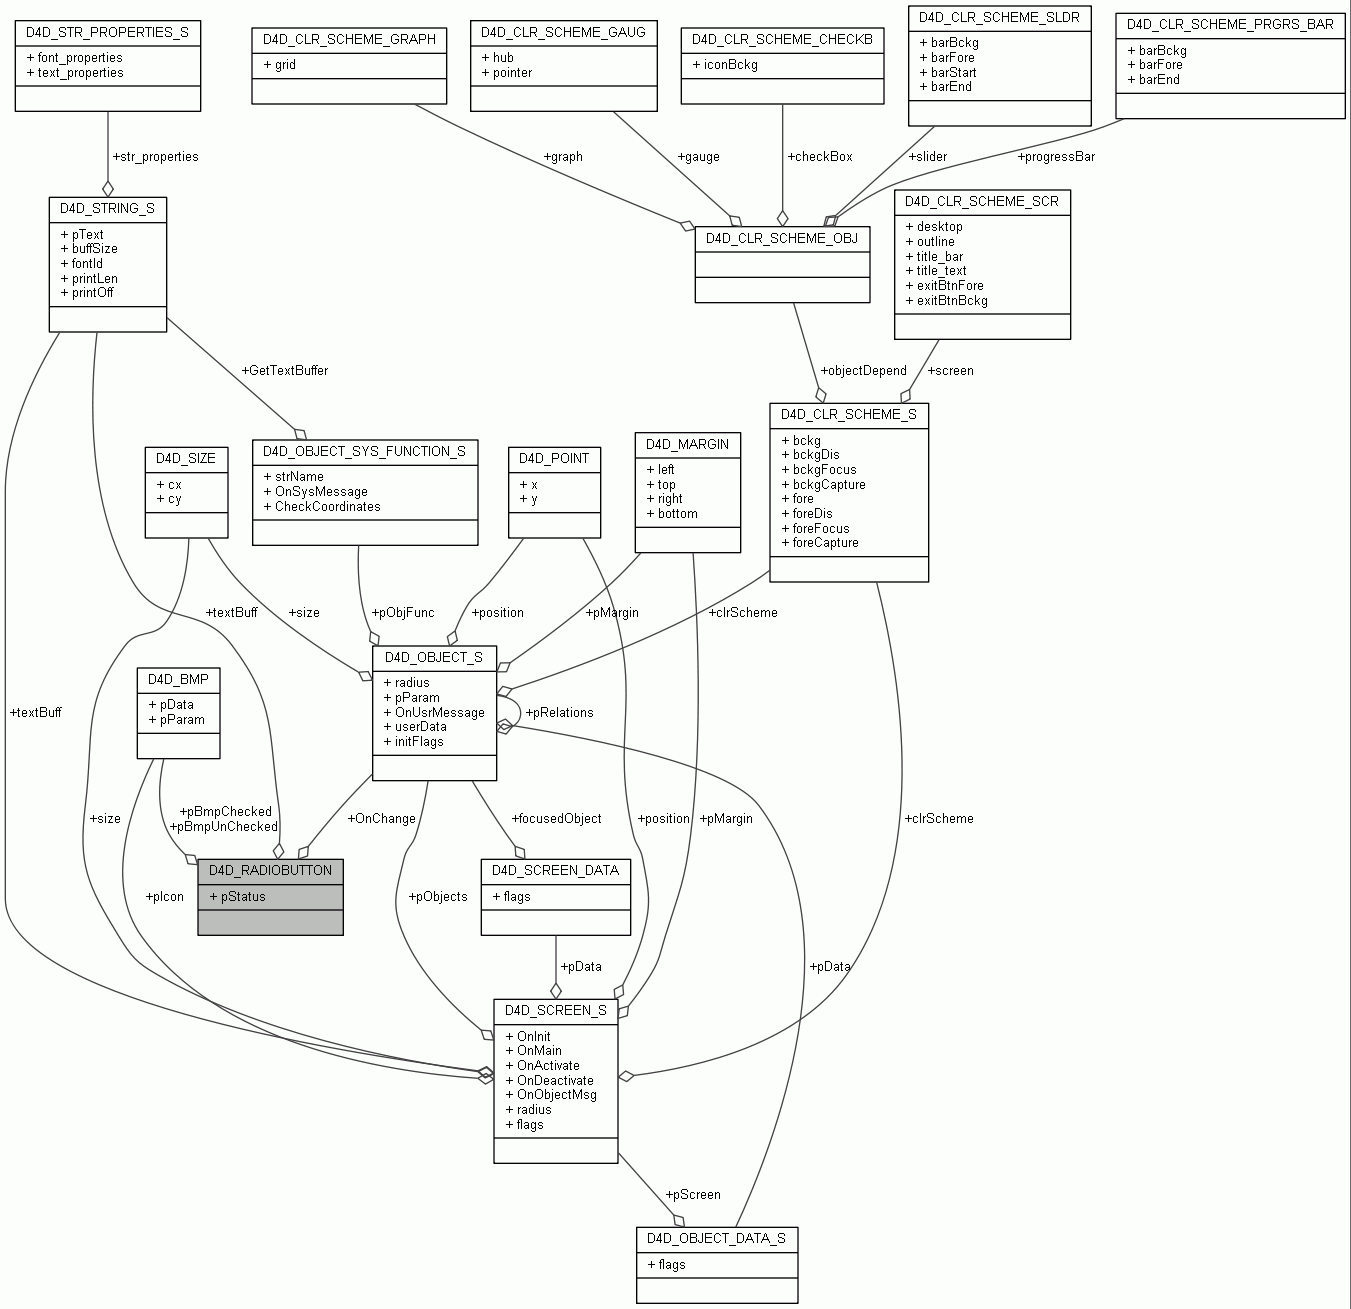 D4D_STR_PROPERTIES_S
+ font_properties
+ text_properties
D4D_CLR_SCHEME_GRAPH
+ grid
D4D_CLR_SCHEME_GAUG
+ hub
+ pointer
D4D_CLR_SCHEME_CHECKB
+ iconBckg
D4D_CLR_SCHEME_SLDR
+ barBckg
+ barFore
+ barStart
+ barEnd
D4D_CLR_SCHEME_PRGRS_BAR
+ barBckg
+ barFore
+ barEnd
+str_properties
+graph
+gauge
+checkBox
+slider
+progressBar
D4D_STRING_S
+ pText
+ buffSize
+ fontId
+ printLen
+ printOff
D4D_CLR_SCHEME_OBJ
D4D_CLR_SCHEME_SCR
+ desktop
+ outline
+ title_bar
+ title_text
+ exitBtnFore
+ exitBtnBckg
+GetTextBuffer
+objectDepend
+screen
D4D_SIZE
+ cx
+ cy
D4D_OBJECT_SYS_FUNCTION_S
+ strName
+ OnSysMessage
+ CheckCoordinates
D4D_POINT
+ x
+ y
D4D_MARGIN
+ left
+ top
+ right
+ bottom
D4D_CLR_SCHEME_S
+ bckg
+ bckgDis
+ bckgFocus
+ bckgCapture
+ fore
+ foreDis
+ foreFocus
+ foreCapture
+textBuff
+size
+pObjFunc
+position
+pMargin
+clrScheme
D4D_BMP
+ pData
+ pParam
D4D_OBJECT_S
+ radius
+ pParam
+ OnUsrMessage
+ userData
+ initFlags
+textBuff
+pRelations
+size
+pBmpChecked
+pBmpUnChecked
+OnChange
+focusedObject
+position
+pMargin
+clrScheme
D4D_RADIOBUTTON
+ pStatus
D4D_SCREEN_DATA
+ flags
+pIcon
+pObjects
+pData
+pData
D4D_SCREEN_S
+ OnInit
+ OnMain
+ OnActivate
+ OnDeactivate
+ OnObjectMsg
+ radius
+ flags
+pScreen
D4D_OBJECT_DATA_S
+ flags